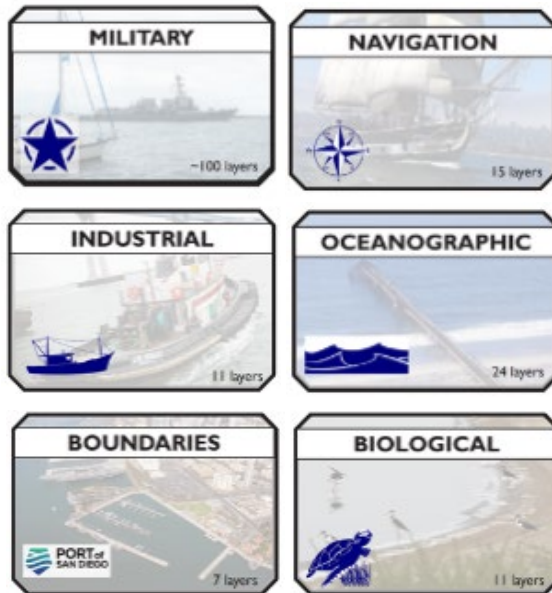 MILITARY
~100 layers
NAVIGATION
15 layers
INDUSTRIAL
11 layers
OCEANOGRAPHIC
24 layers
BOUNDARIES
PORT of
SAN DIEGO
7 layers
BIOLOGICAL
11 layers